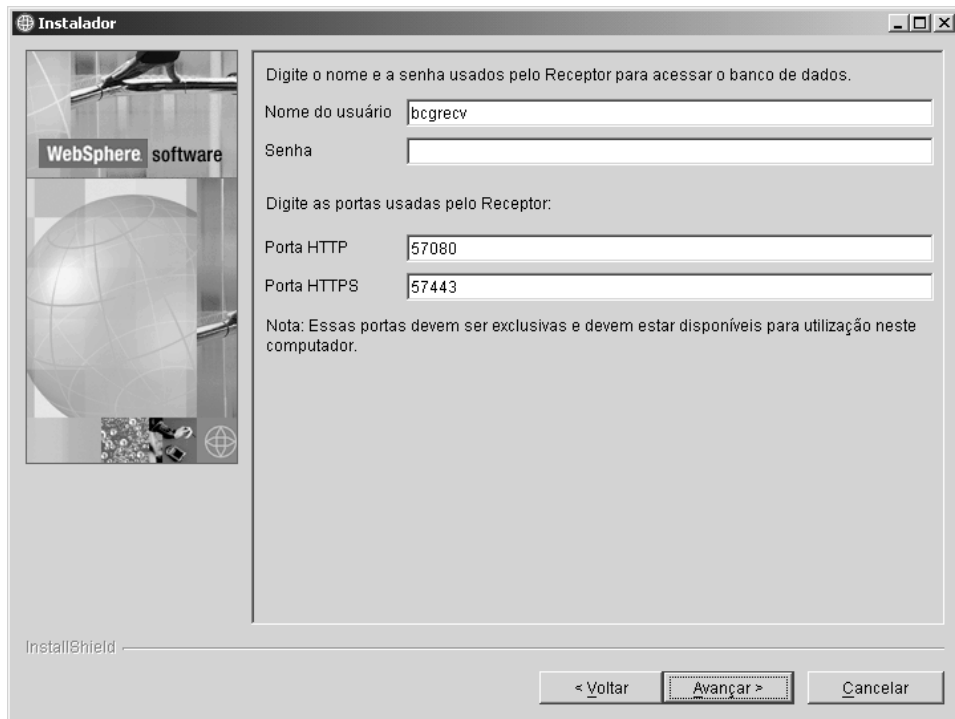 Instalador
WebSphere software
Digite o nome e a senha usados pelo Receptor para acessar o banco de dados.
Nome do usuário bcgrecv
Senha
Digite as portas usadas pelo Receptor:
Porta HTTP 57080
Porta HTTPS 57443
Nota: Essas portas devem ser exclusivas e devem estar disponíveis para utilização neste
computador.
InstallShield
< Voltar Avançar > Cancelar